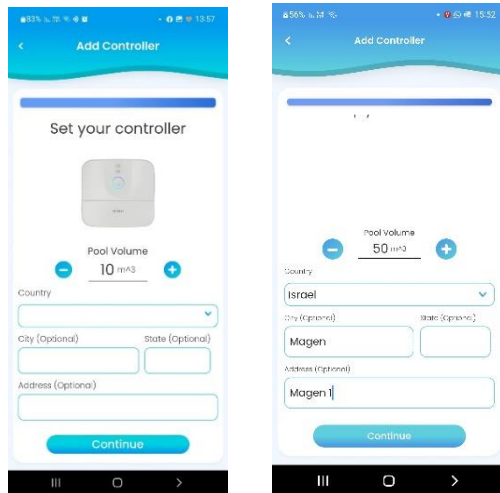 83% 13:57
Add Controller
Set your controller
Pool Volume
10 m^3
Country
City (Optional) State (Optional)
Address (Optional)
Continue
56% 15:52
Add Controller
Pool Volume
50 m^3
Country
Israel
City (Optional) State (Optional)
Magen
Address (Optional)
Magen 1
Continue